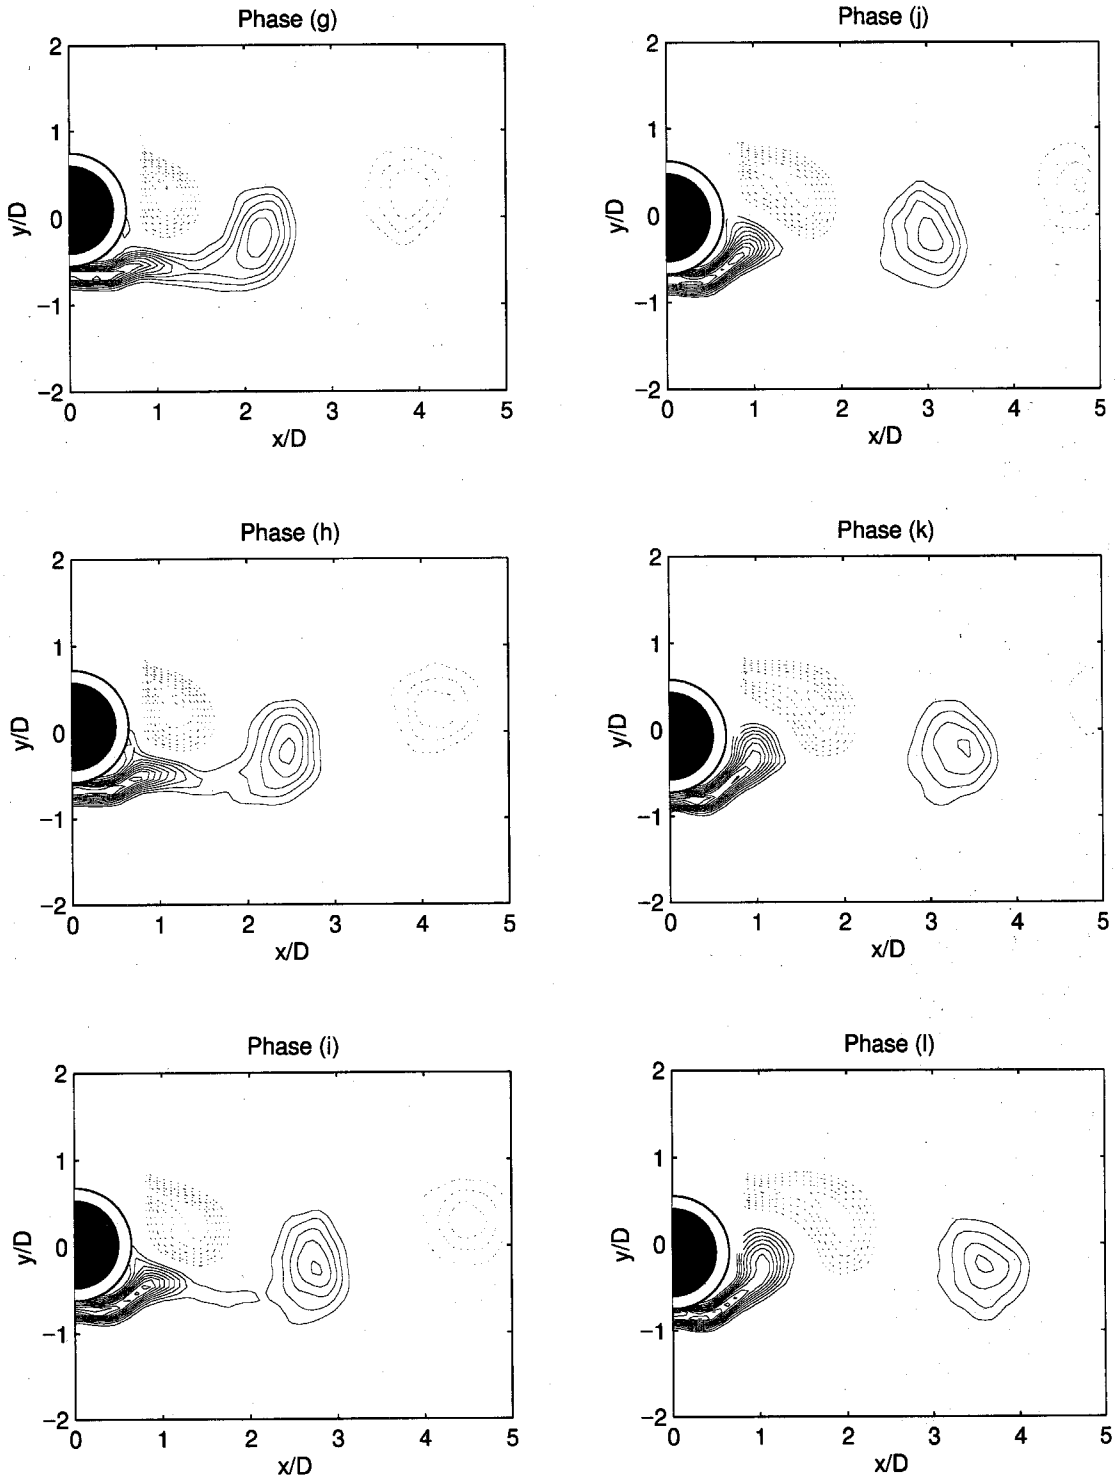 Phase (g)
2
1
0
−1
−2
y/D
0 1 2 3 4 5
x/D
Phase (j)
2
1
0
−1
−2
y/D
0 1 2 3 4 5
x/D
Phase (h)
2
1
0
−1
−2
y/D
0 1 2 3 4 5
x/D
Phase (k)
2
1
0
−1
−2
y/D
0 1 2 3 4 5
x/D
Phase (i)
2
1
0
−1
−2
y/D
0 1 2 3 4 5
x/D
Phase (l)
2
1
0
−1
−2
y/D
0 1 2 3 4 5
x/D